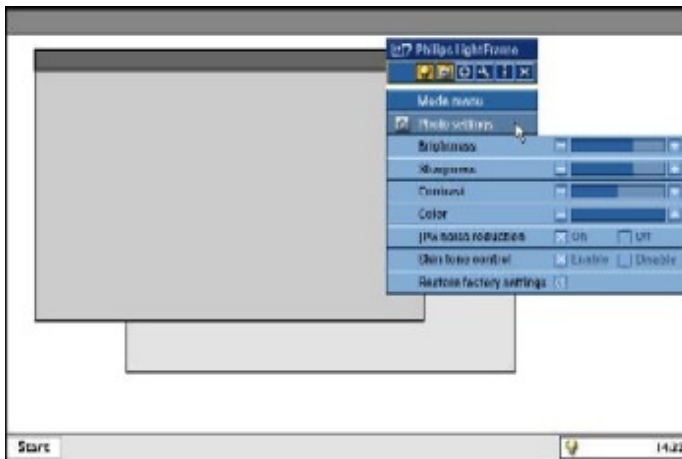 Philips LightFrame
Mode menu
Photo settings
Brightness
Sharpness
Contrast
Color
JPG noise reduction On Off
Skin tone control Enable Disable
Restore factory settings
Start